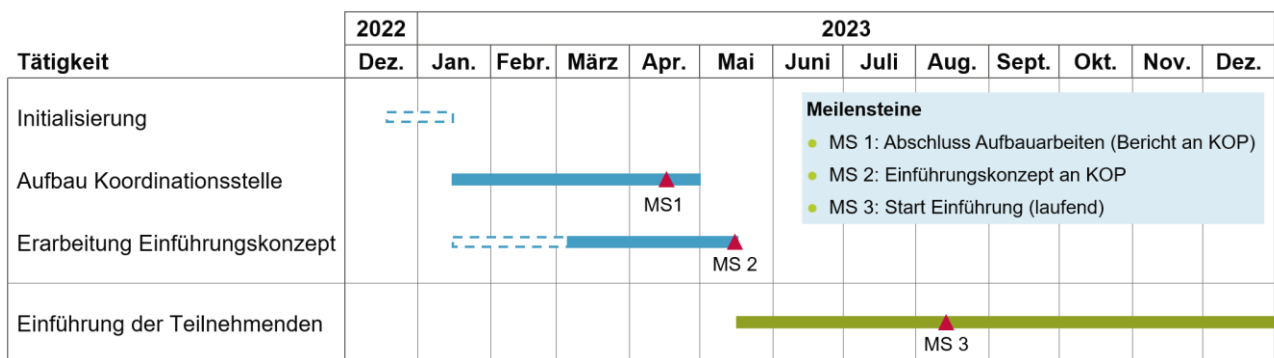 2022 2023
Tätigkeit Dez. Jan. Febr. März Apr. Mai Juni Juli Aug. Sept. Okt. Nov. Dez.
Initialisierung
Meilensteine
• MS 1: Abschluss Aufbauarbeiten (Bericht an KOP)
• MS 2: Einführungskonzept an KOP
• MS 3: Start Einführung (laufend)
Aufbau Koordinationsstelle
MS1
Erarbeitung Einführungskonzept
MS 2
Einführung der Teilnehmenden
MS 3